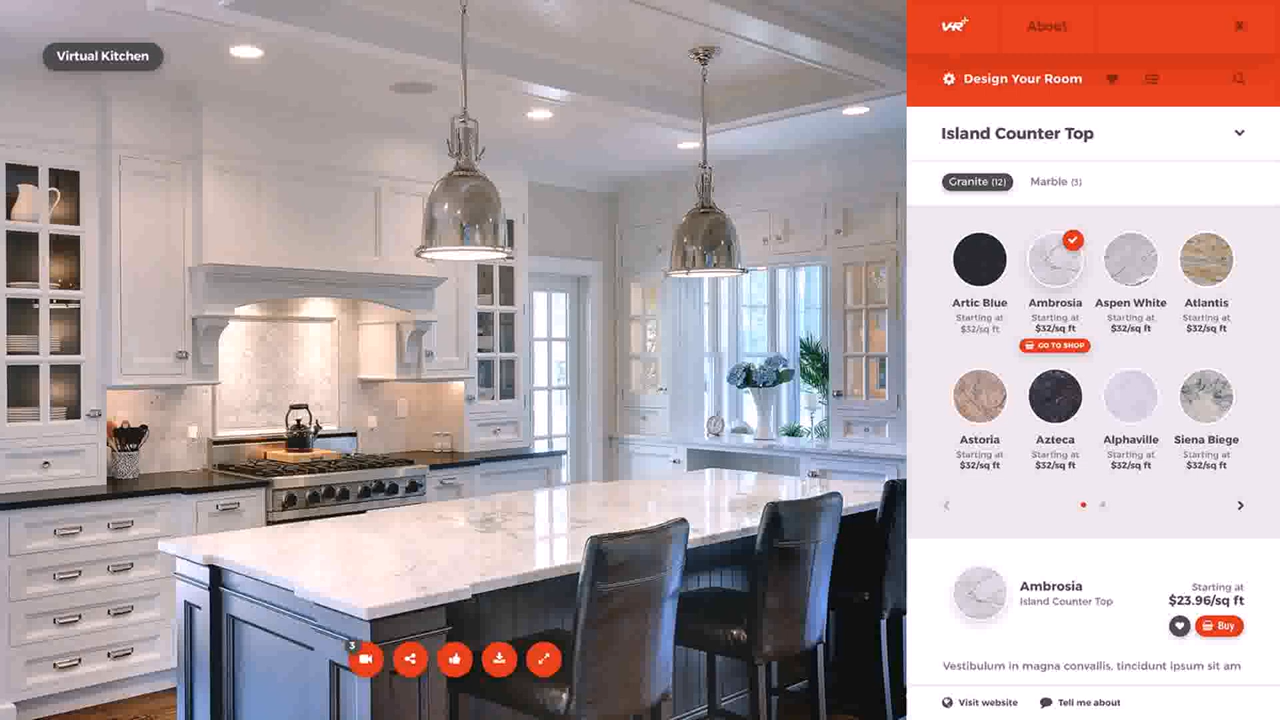 Virtual Kitchen
VR+
About
Design Your Room
Island Counter Top
Granite (12)
Marble (3)
Artic Blue
Starting at
$32/sq ft
Ambrosia
Starting at
$32/sq ft
GO TO SHOP
Aspen White
Starting at
$32/sq ft
Atlantis
Starting at
$32/sq ft
Astoria
Starting at
$32/sq ft
Azteca
Starting at
$32/sq ft
Alphaville
Starting at
$32/sq ft
Siena Biege
Starting at
$32/sq ft
Ambrosia
Island Counter Top
Starting at
$23.96/sq ft
Buy
3
Vestibulum in magna convallis, tincidunt ipsum sit am
Visit website
Tell me about